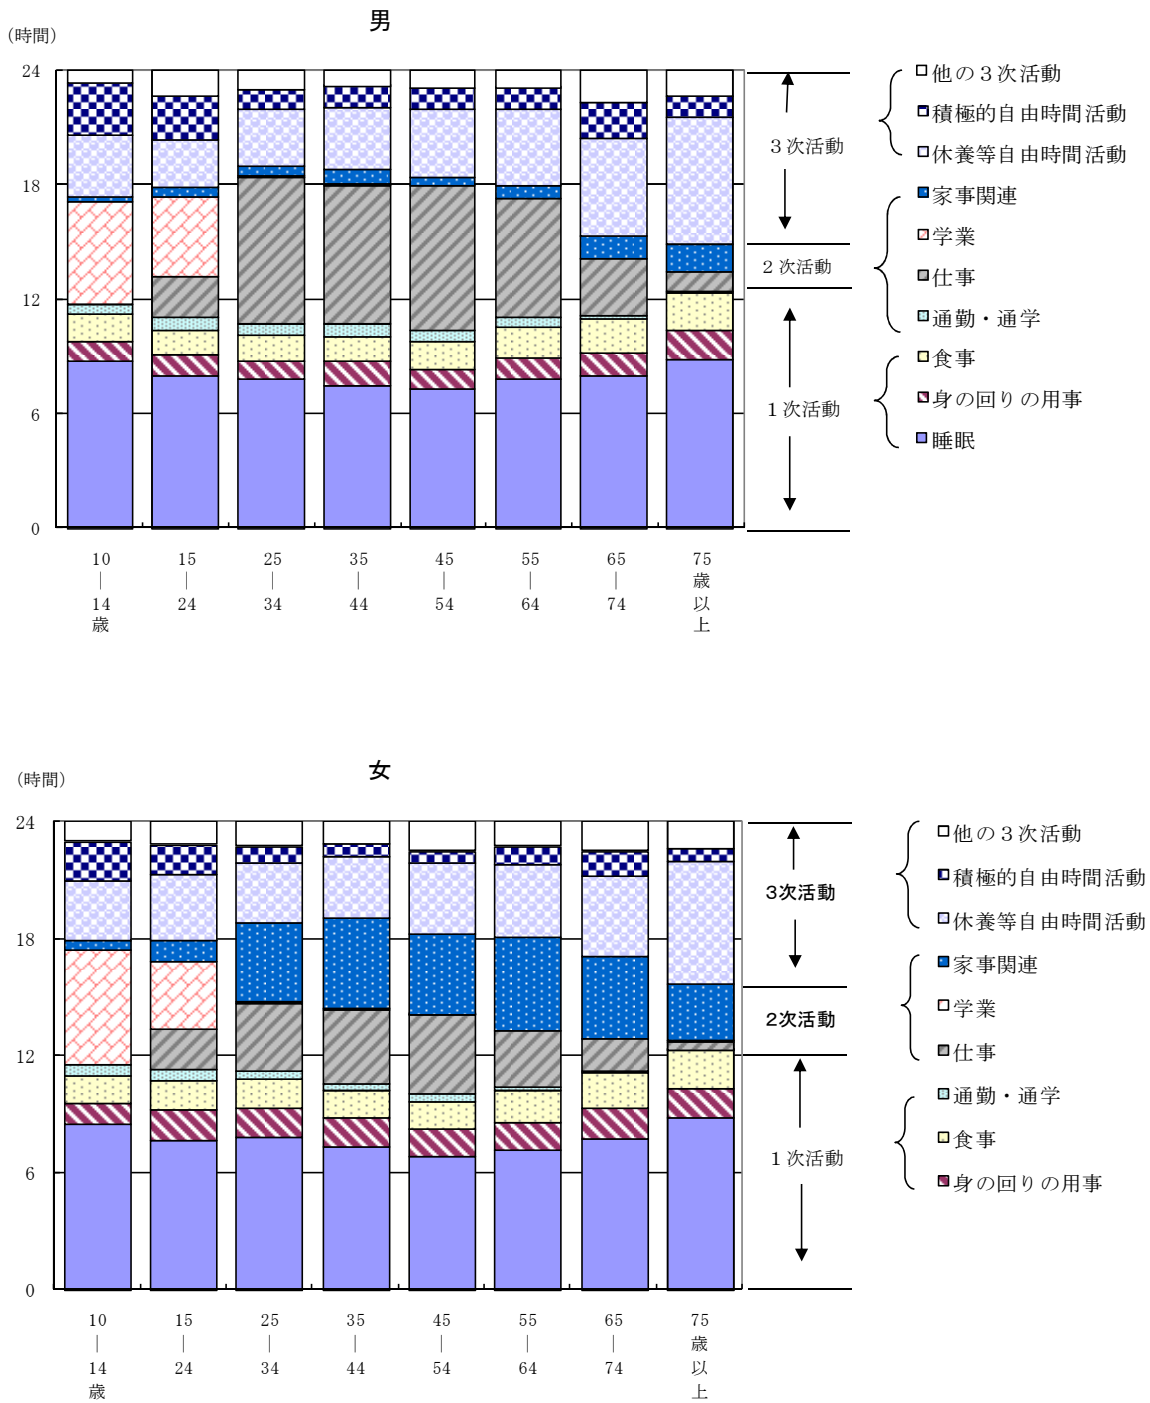 男
（時間）
24
18
12
6
0
10｜14歳
15｜24
25｜34
35｜44
45｜54
55｜64
65｜74
75歳以上
３次活動
２次活動
１次活動
他の３次活動
積極的自由時間活動
休養等自由時間活動
家事関連
学業
仕事
通勤・通学
食事
身の回りの用事
睡眠
女
（時間）
24
18
12
6
0
10｜14歳
15｜24
25｜34
35｜44
45｜54
55｜64
65｜74
75歳以上
3次活動
2次活動
１次活動
他の３次活動
積極的自由時間活動
休養等自由時間活動
家事関連
学業
仕事
通勤・通学
食事
身の回りの用事